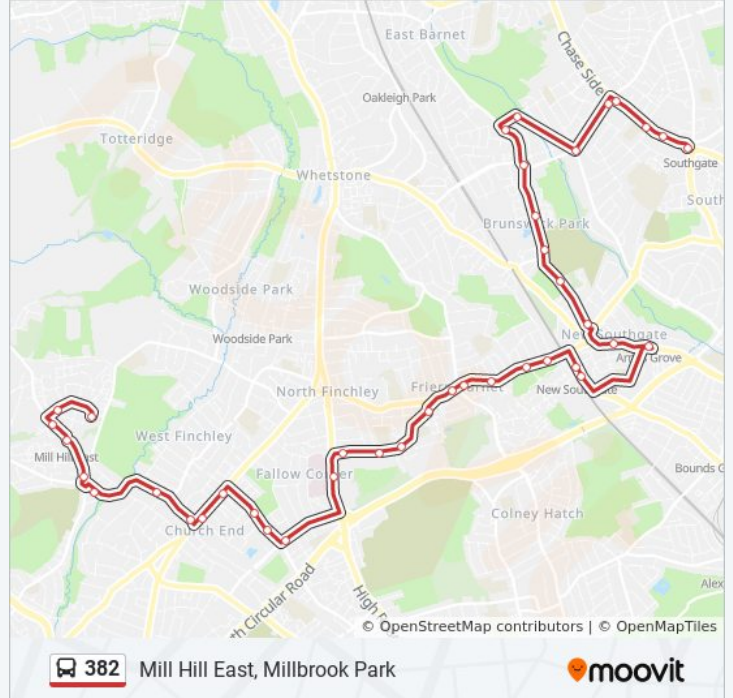 East Barnet
Chase Side
Oakleigh Park
Totteridge
Southgate
Whetstone
South
Brunswick Park
Woodside Park
New Southgate
Woodside Park
Arnos Grove
North Finchley
Friern Barnet
New Southgate
West Finchley
Mill Hill East
Fallow Corner
Bounds G
Church End
Colney Hatch
th Circular Road
High
Alex
© OpenStreetMap contributors | © OpenMapTiles
382 Mill Hill East, Millbrook Park
moovit